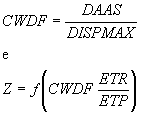 CWDF = DAAS / DISPMAX
e
Z = f(CWDF ETR / ETP)